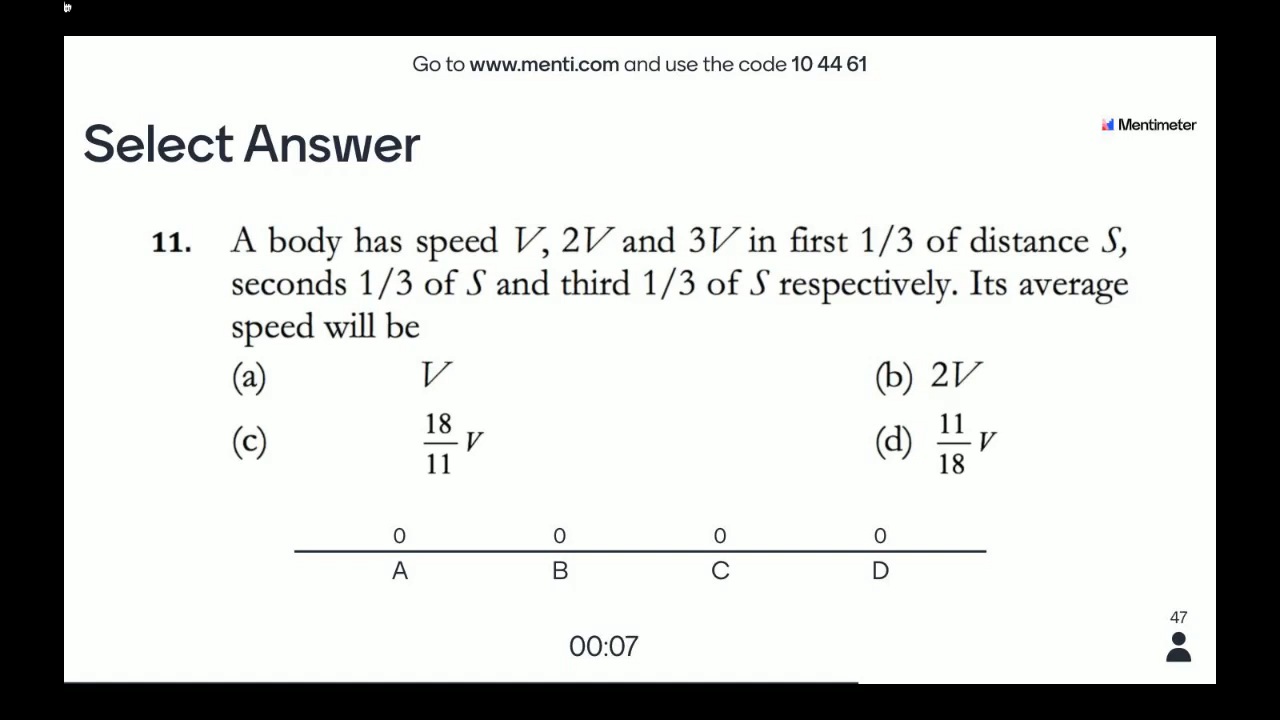 Go to www.menti.com and use the code 10 44 61
Mentimeter
Select Answer
11. A body has speed V, 2V and 3V in first 1/3 of distance S,
seconds 1/3 of S and third 1/3 of S respectively. Its average
speed will be
(a) V (b) 2V
(c) 18/11 V (d) 11/18 V
0 0 0 0
A B C D
47
00:07